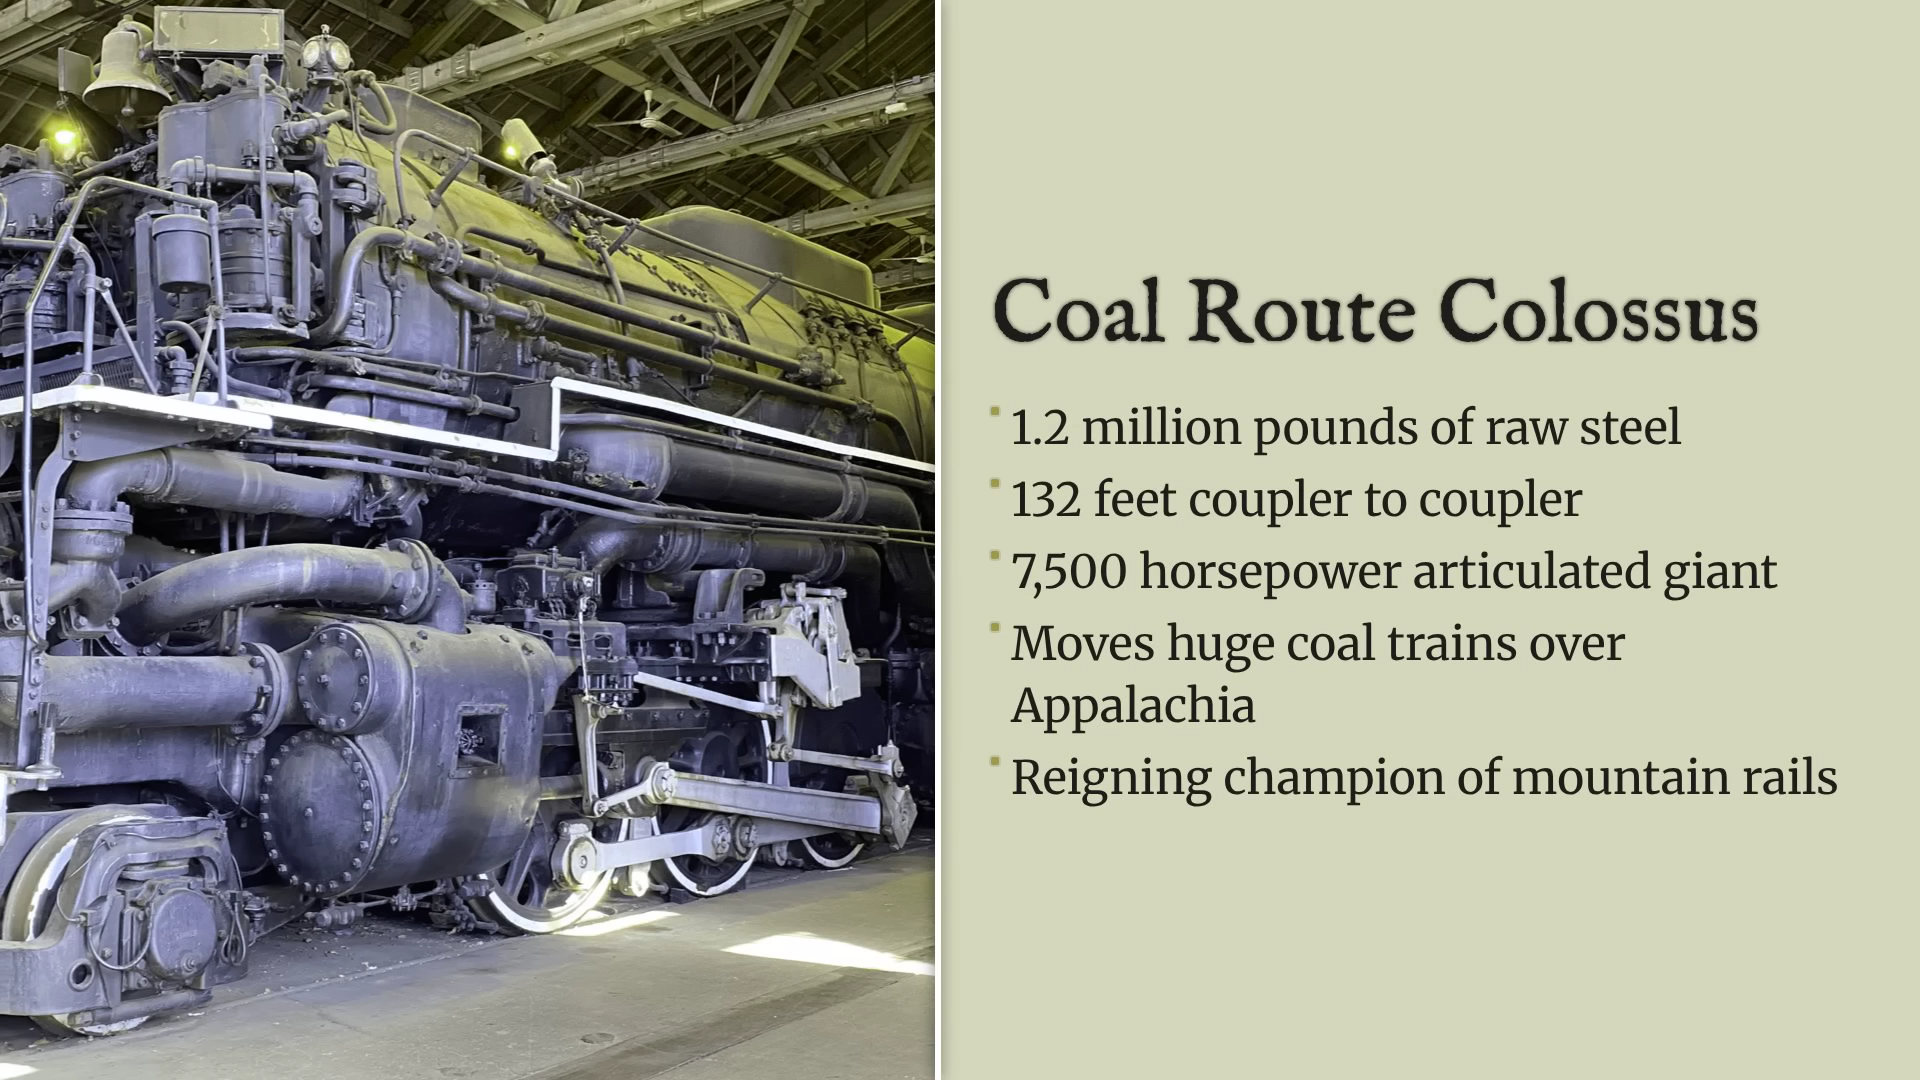 Coal Route Colossus
1.2 million pounds of raw steel
132 feet coupler to coupler
7,500 horsepower articulated giant
Moves huge coal trains over
Appalachia
Reigning champion of mountain rails